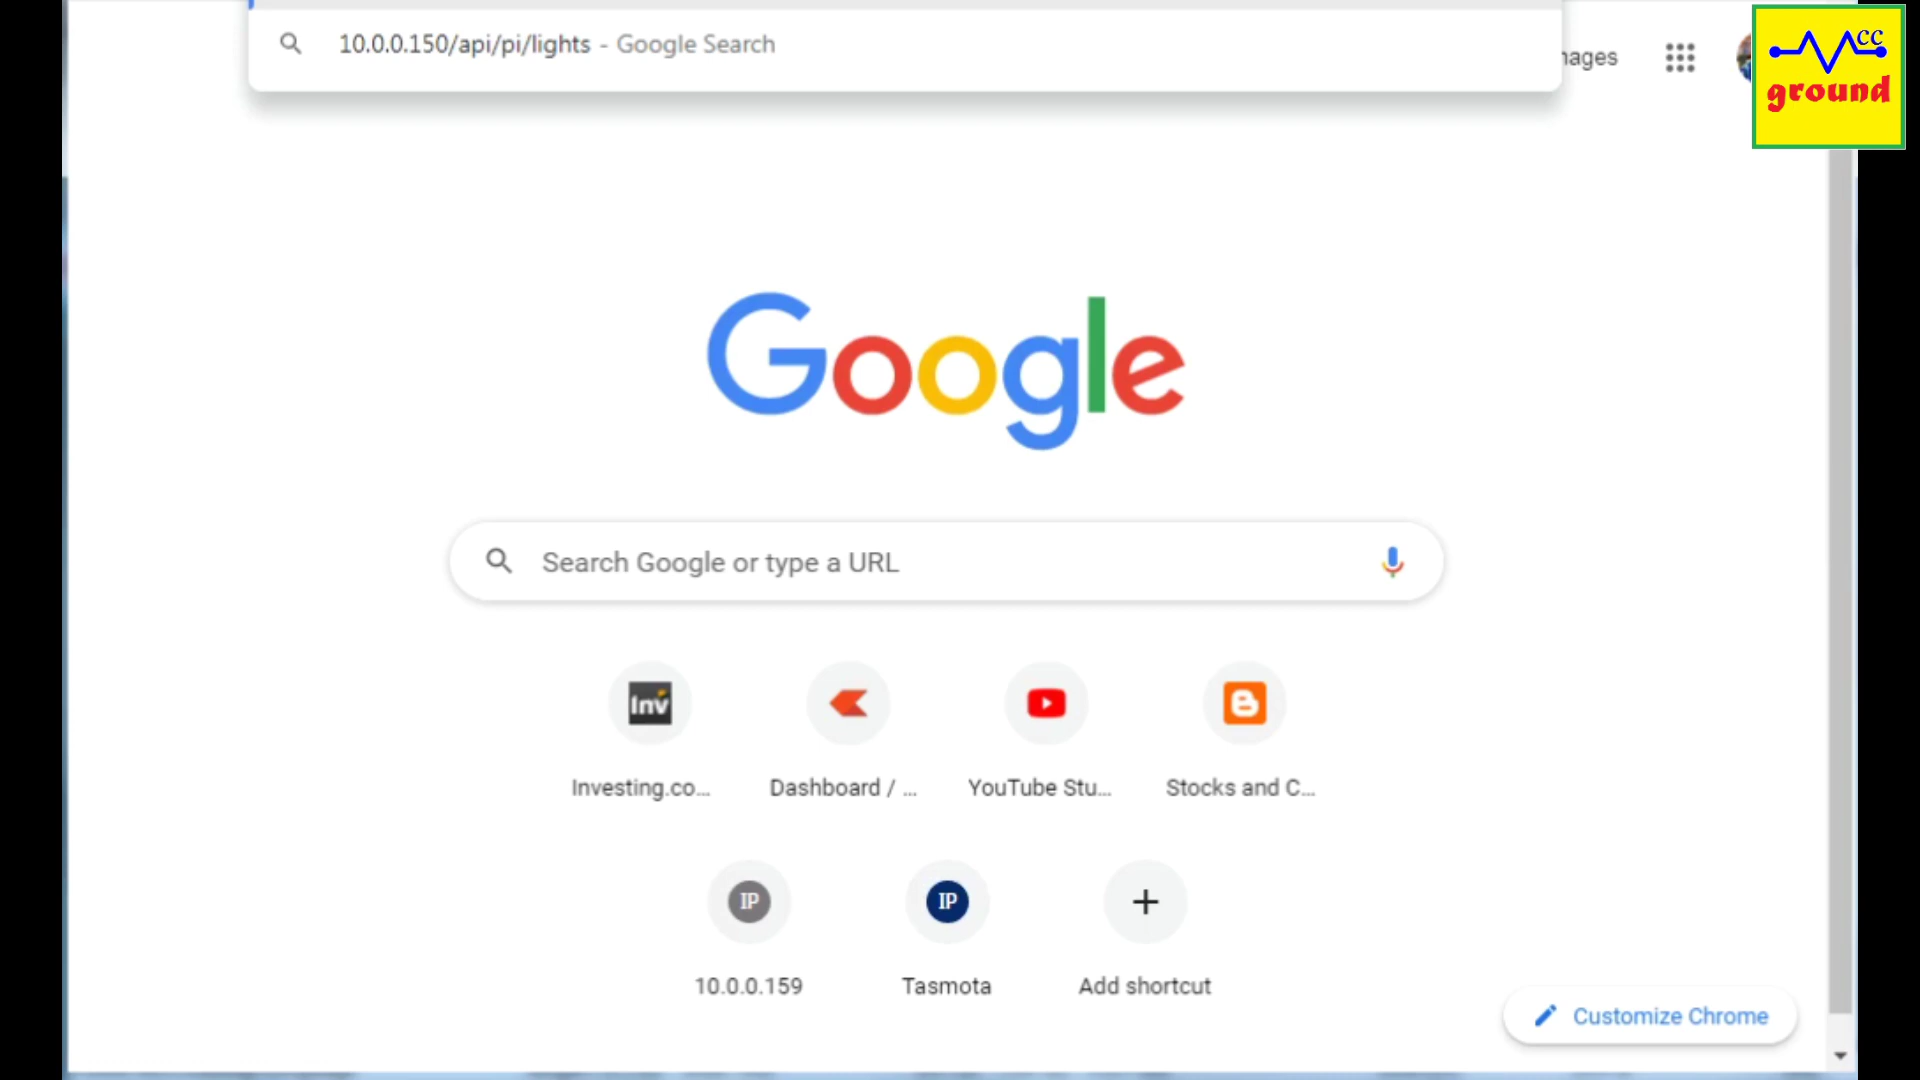 10.0.0.150/api/pi/lights - Google Search
cc
ground
Google
Search Google or type a URL
Inv
Investing.co...
Dashboard / ...
YouTube Stu...
Stocks and C...
IP
10.0.0.159
IP
Tasmota
Add shortcut
Customize Chrome